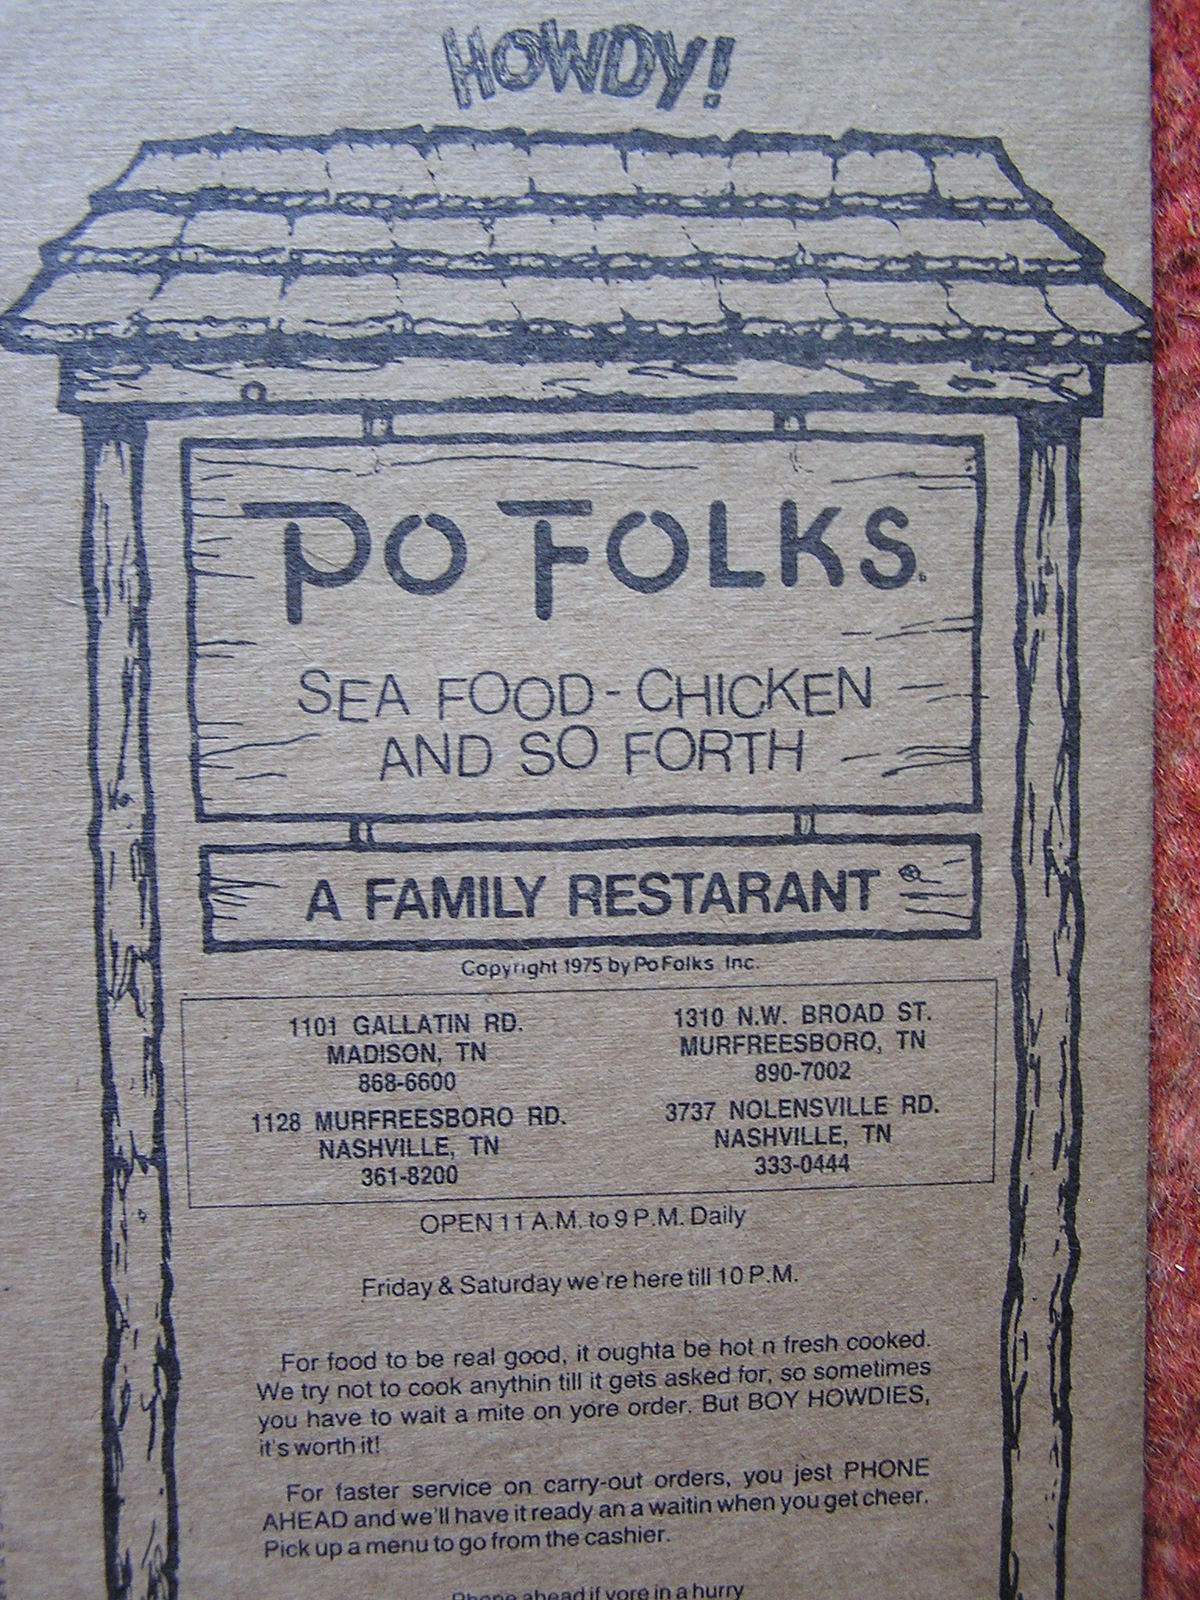 HOWDY!
PO FOLKS.
SEA FOOD - CHICKEN
AND SO FORTH
A FAMILY RESTARANT
Copyright 1975 by Po Folks Inc.
1101 GALLATIN RD.
MADISON, TN
868-6600
1310 N.W. BROAD ST.
MURFREESBORO, TN
890-7002
1128 MURFREESBORO RD.
NASHVILLE, TN
361-8200
3737 NOLENSVILLE RD.
NASHVILLE, TN
333-0444
OPEN 11 A.M. to 9 P.M. Daily
Friday & Saturday we're here till 10 P.M.
For food to be real good, it oughta be hot n fresh cooked.
We try not to cook anythin till it gets asked for, so sometimes
you have to wait a mite on yore order. But BOY HOWDIES,
it's worth it!
For faster service on carry-out orders, you jest PHONE
AHEAD and we'll have it ready an a waitin when you get cheer.
Pick up a menu to go from the cashier.
Phone ahead if yore in a hurry